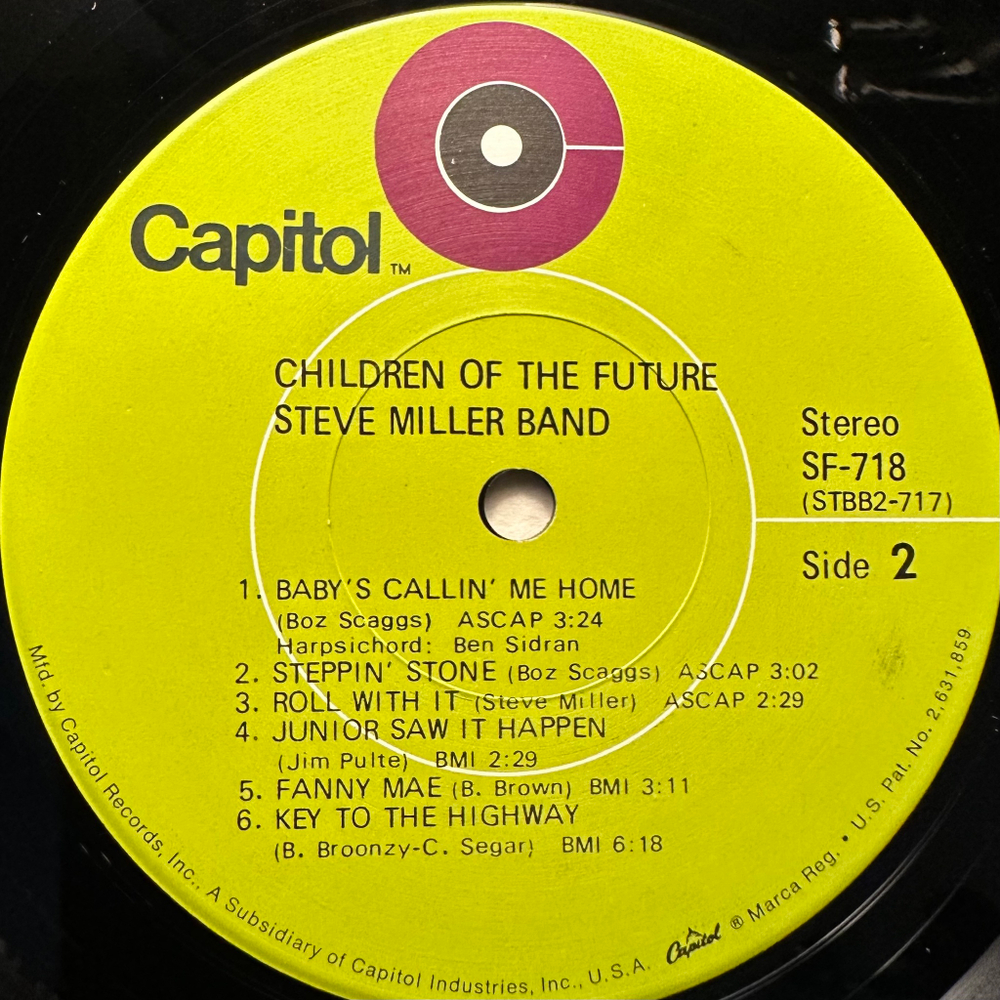 Capitol TM
CHILDREN OF THE FUTURE
STEVE MILLER BAND
Stereo
SF-718
(STBB2-717)
Side 2
1. BABY'S CALLIN' ME HOME
(Boz Scaggs) ASCAP 3:24
Harpsichord: Ben Sidran
2. STEPPIN' STONE (Boz Scaggs) ASCAP 3:02
3. ROLL WITH IT (Steve Miller) ASCAP 2:29
4. JUNIOR SAW IT HAPPEN
(Jim Pulte) BMI 2:29
5. FANNY MAE (B. Brown) BMI 3:11
6. KEY TO THE HIGHWAY
(B. Broonzy-C. Segar) BMI 6:18
Mfd. by Capitol Records, Inc., A Subsidiary of Capitol Industries, Inc., U.S.A. Capitol ® Marca Reg. • U.S. Pat. No. 2,631,859